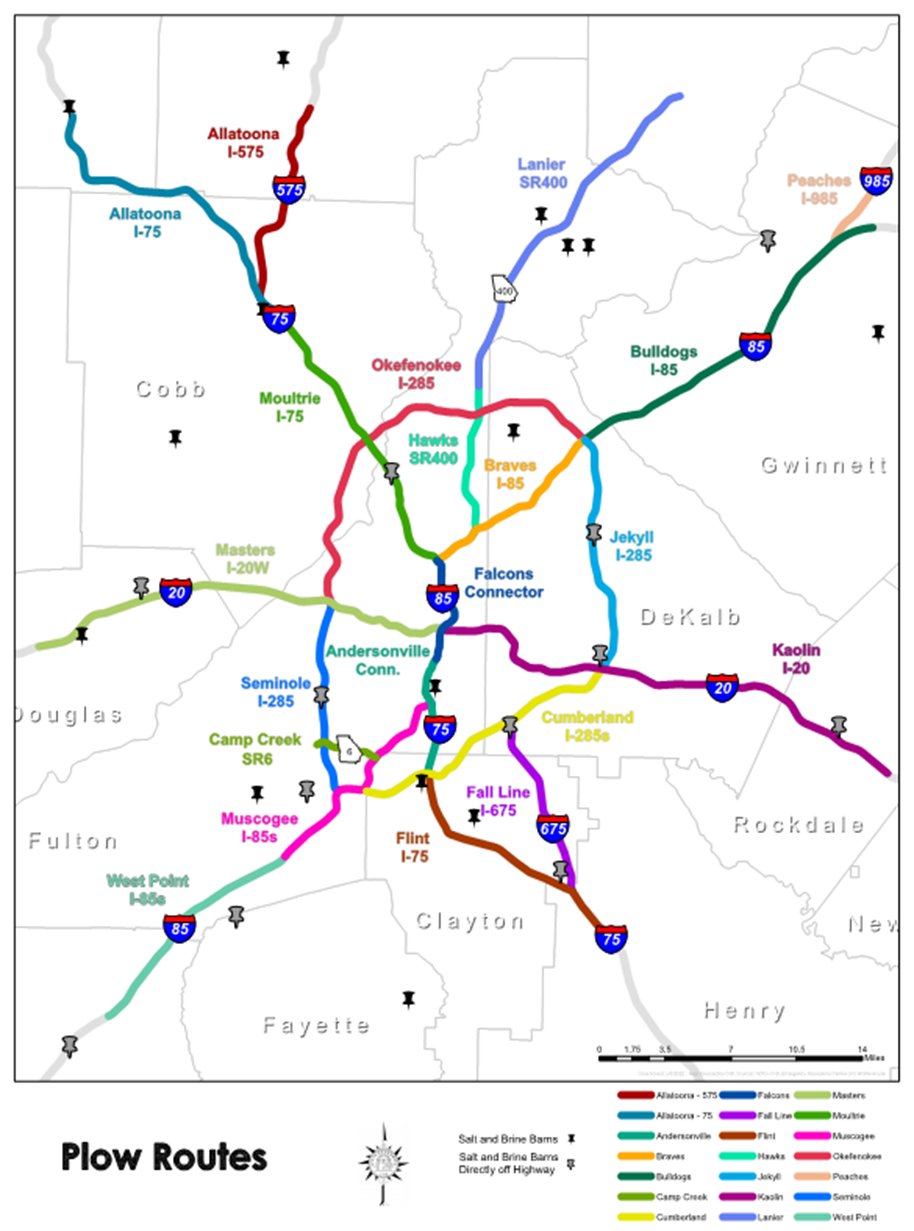 Allatoona
I-575
575
Allatoona
I-75
Lanier
SR400
Peaches
I-985
985
400
75
Bulldogs
I-85
85
Okefenokee
I-285
Cobb
Moultrie
I-75
Hawks
SR400
Braves
I-85
Gwinnett
Jekyll
I-285
Masters
I-20W
20
Falcons
Connector
85
DeKalb
Andersonville
Conn.
Kaolin
I-20
20
Seminole
I-285
Douglas
75
Cumberland
I-285s
Camp Creek
SR6
6
Fall Line
I-675
Muscogee
I-85s
675
Rockdale
Fulton
Flint
I-75
West Point
I-85s
85
Clayton
New
75
Henry
Fayette
0 1.75 3.5 7 10.5 14
Miles
Plow Routes
Salt and Brine Barns
Salt and Brine Barns
Directly off Highway
Allatoona - 575 Falcons Masters
Allatoona - 75 Fall Line Moultrie
Andersonville Flint Muscogee
Braves Hawks Okefenokee
Bulldogs Jekyll Peaches
Camp Creek Kaolin Seminole
Cumberland Lanier West Point